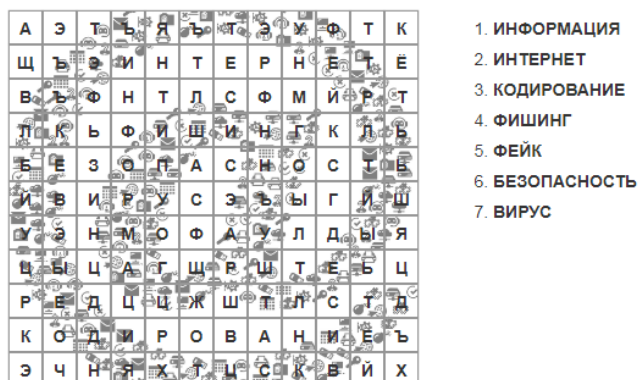 А Э Т Ь Я Ъ Т Э У Ф Т К
Щ Ъ Э И Н Т Е Р Н Е Т Ё
В Ъ Ф Н Т Л С Ф М И Р Т
Л К Ь Ф И Ш И Н Г К Л Ь
Б Е З О П А С Н О С Т Ь
Й В И Р У С Э Ъ Ы Г Й Ш
У Э Н М О Ф А У Л Д Ы Я
Ц Ы Ц А Г Ш Р Ш Т Е Б Ц
Р Е Д Ц Ц Ж Ш Т Л С Т Д
К О Д И Р О В А Н И Е Ъ
Э Ч Н Я Х Ц С К В Й Х
1. ИНФОРМАЦИЯ
2. ИНТЕРНЕТ
3. КОДИРОВАНИЕ
4. ФИШИНГ
5. ФЕЙК
6. БЕЗОПАСНОСТЬ
7. ВИРУС